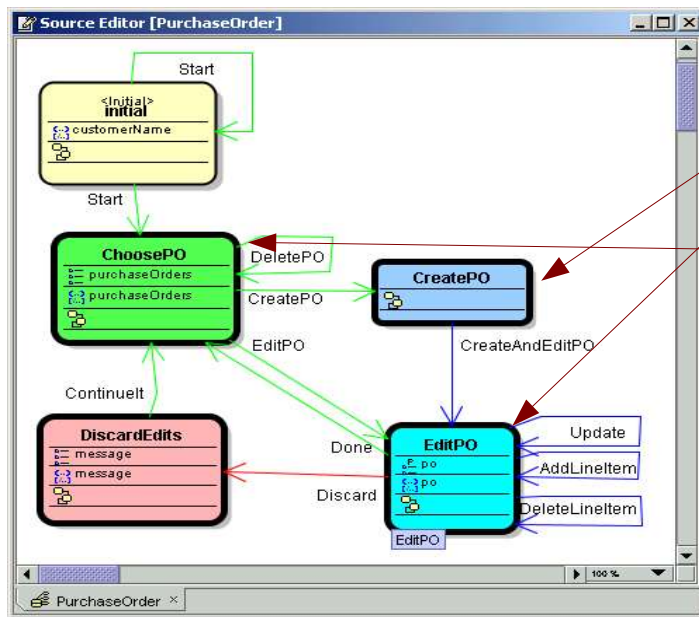 Source Editor [PurchaseOrder]
Start
<Initial>
initial
customerName
Start
ChoosePO
purchaseOrders
purchaseOrders
DeletePO
CreatePO
CreatePO
EditPO
CreateAndEditPO
ContinueIt
DiscardEdits
message
message
Done
Discard
EditPO
po
po
Update
AddLineItem
DeleteLineItem
EditPO
100 %
PurchaseOrder ×